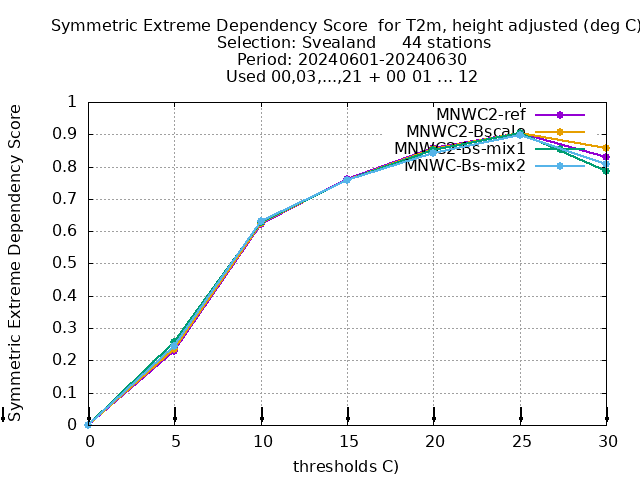 Symmetric Extreme Dependency Score  for T2m, height adjusted (deg C)
Selection: Svealand     44 stations
Period: 20240601-20240630
Used 00,03,...,21 + 00 01 ... 12
Symmetric Extreme Dependency Score
1
0.9
0.8
0.7
0.6
0.5
0.4
0.3
0.2
0.1
0
MNWC2-ref
MNWC2-Bscale
MNWC2-Bs-mix1
MNWC-Bs-mix2
0 5 10 15 20 25 30
thresholds C)